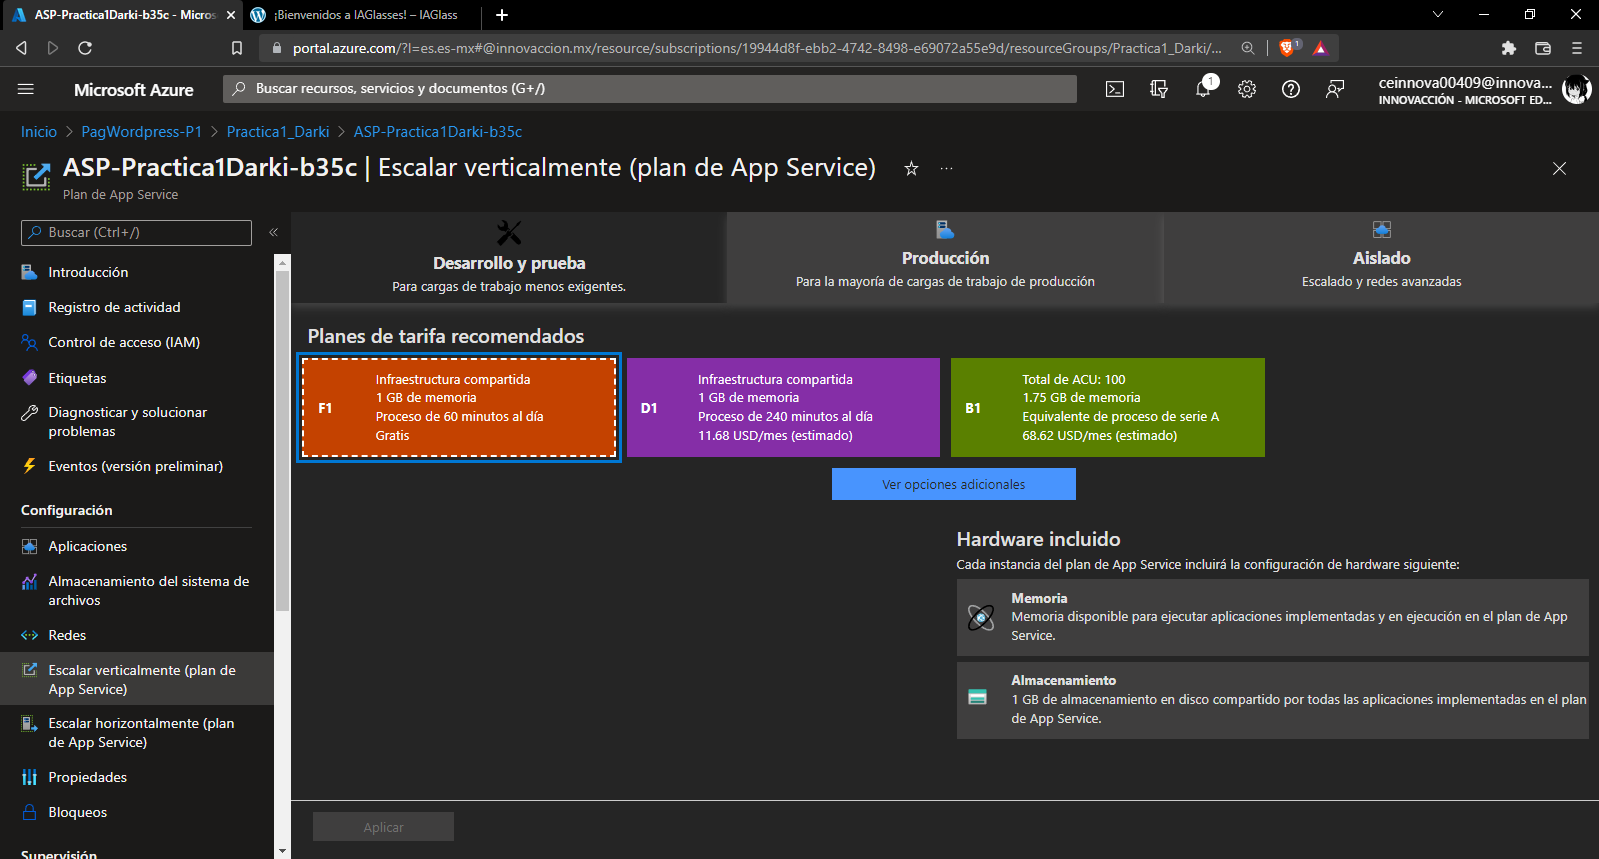 ASP-Practica1Darki-b35c - Micros
¡Bienvenidos a IAGlasses! – IAGlass
portal.azure.com/?l=es.es-mx#@innovaccion.mx/resource/subscriptions/19944d8f-ebb2-4742-8498-e69072a55e9d/resourceGroups/Practica1_Darki/...
1
Microsoft Azure
Buscar recursos, servicios y documentos (G+/)
1
ceinnova00409@innova...
INNOVACCIÓN - MICROSOFT ED...
Inicio > PagWordpress-P1 > Practica1_Darki > ASP-Practica1Darki-b35c
ASP-Practica1Darki-b35c | Escalar verticalmente (plan de App Service)
Plan de App Service
Buscar (Ctrl+/)
Introducción
Registro de actividad
Control de acceso (IAM)
Etiquetas
Diagnosticar y solucionar
problemas
Eventos (versión preliminar)
Configuración
Aplicaciones
Almacenamiento del sistema de
archivos
Redes
Escalar verticalmente (plan de
App Service)
Escalar horizontalmente (plan
de App Service)
Propiedades
Bloqueos
Supervisión
Desarrollo y prueba
Para cargas de trabajo menos exigentes.
Producción
Para la mayoría de cargas de trabajo de producción
Aislado
Escalado y redes avanzadas
Planes de tarifa recomendados
F1
Infraestructura compartida
1 GB de memoria
Proceso de 60 minutos al día
Gratis
D1
Infraestructura compartida
1 GB de memoria
Proceso de 240 minutos al día
11.68 USD/mes (estimado)
B1
Total de ACU: 100
1.75 GB de memoria
Equivalente de proceso de serie A
68.62 USD/mes (estimado)
Ver opciones adicionales
Hardware incluido
Cada instancia del plan de App Service incluirá la configuración de hardware siguiente:
Memoria
Memoria disponible para ejecutar aplicaciones implementadas y en ejecución en el plan de App
Service.
Almacenamiento
1 GB de almacenamiento en disco compartido por todas las aplicaciones implementadas en el plan
de App Service.
Aplicar